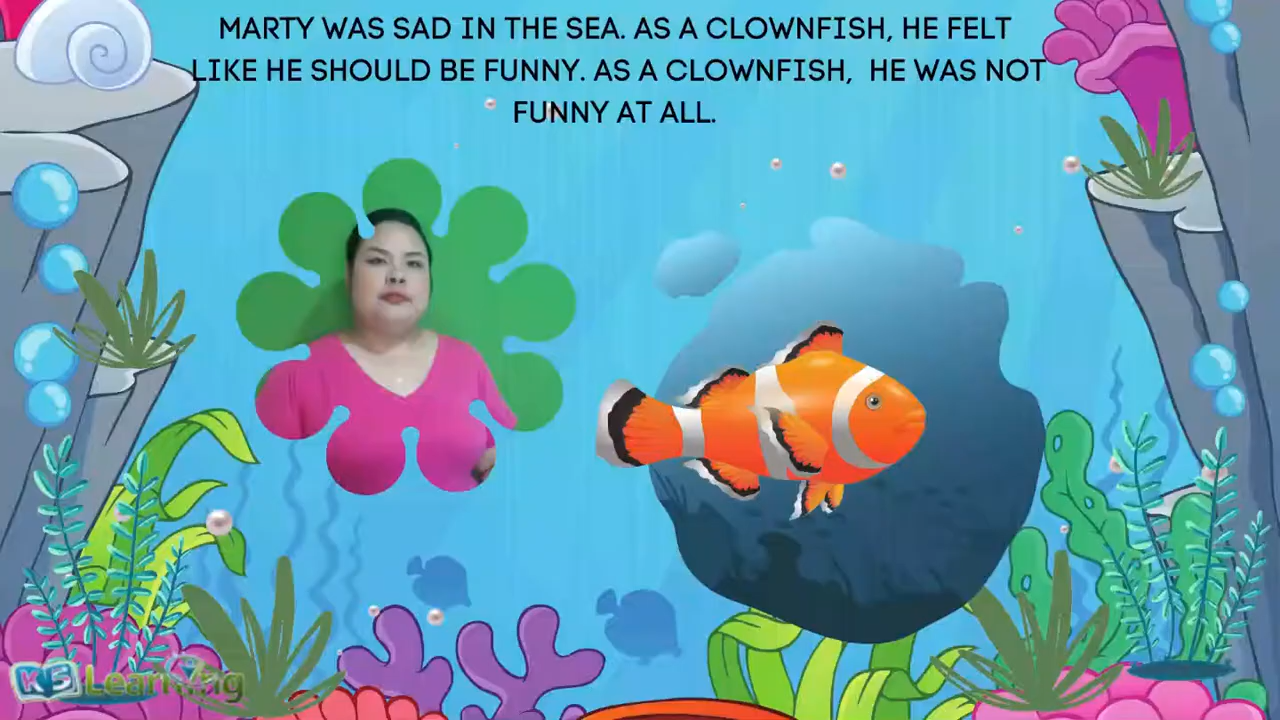 MARTY WAS SAD IN THE SEA. AS A CLOWNFISH, HE FELT
LIKE HE SHOULD BE FUNNY. AS A CLOWNFISH, HE WAS NOT
FUNNY AT ALL.
K5 Learning